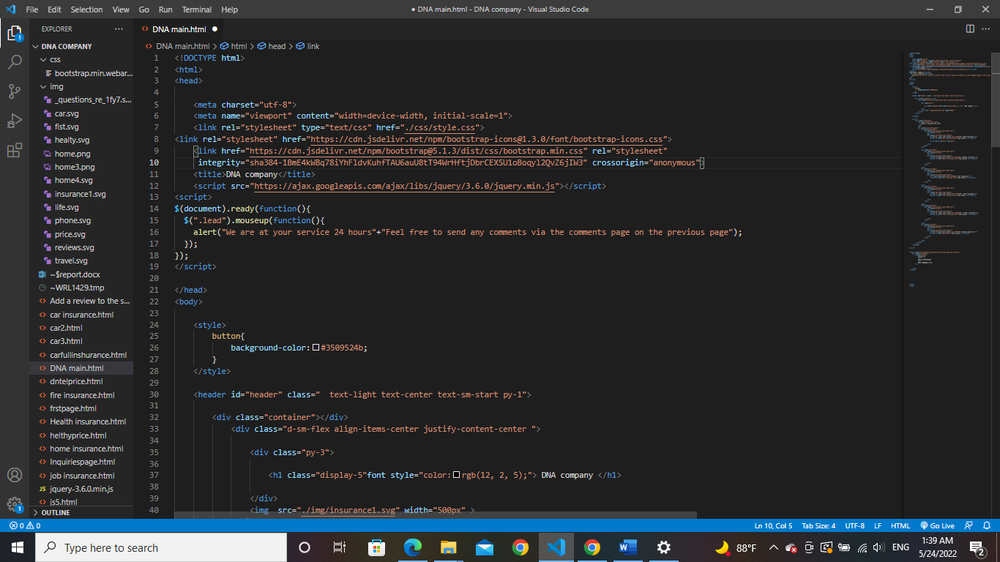 File Edit Selection View Go Run Terminal Help
● DNA main.html - DNA company - Visual Studio Code
EXPLORER
DNA COMPANY
css
bootstrap.min.webar...
img
_questions_re_1fy7.s...
car.svg
fist.svg
healty.svg
home.png
home3.png
home4.svg
insurance1.svg
life.svg
phone.svg
price.svg
reviews.svg
travel.svg
~$report.docx
~WRL1429.tmp
Add a review to the s...
car insurance.html
car2.html
car3.html
carfullinshurance.html
DNA main.html
dntelprice.html
fire insurance.html
frstpage.html
Health insurance.html
helthyprice.html
home insurance.html
Inquiriespage.html
job insurance.html
JS jquery-3.6.0.min.js
js5.html
OUTLINE
1
1
DNA main.html ●
DNA main.html > html > head > link
1 <!DOCTYPE html>
2 <html>
3 <head>
4
5 <meta charset="utf-8">
6 <meta name="viewport" content="width=device-width, initial-scale=1">
7 <link rel="stylesheet" type="text/css" href="./css/style.css">
8 <link rel="stylesheet" href="https://cdn.jsdelivr.net/npm/bootstrap-icons@1.3.0/font/bootstrap-icons.css">
9 <link href="https://cdn.jsdelivr.net/npm/bootstrap@5.1.3/dist/css/bootstrap.min.css" rel="stylesheet"
10 integrity="sha384-1BmE4kWBq78iYhFldvKuhfTAU6auU8tT94WrHftjDbrCEXSU1oBoqyl2QvZ6jIW3" crossorigin="anonymous">
11 <title>DNA company</title>
12 <script src="https://ajax.googleapis.com/ajax/libs/jquery/3.6.0/jquery.min.js"></script>
13 <script>
14 $(document).ready(function(){
15 $(".lead").mouseup(function(){
16 alert("We are at your service 24 hours"+"Feel free to send any comments via the comments page on the previous page");
17 });
18 });
19 </script>
20
21 </head>
22 <body>
23
24 <style>
25 button{
26 background-color: #3509524b;
27 }
28 </style>
29
30 <header id="header" class="  text-light text-center text-sm-start py-1">
31
32 <div class="container"></div>
33 <div class="d-sm-flex align-items-center justify-content-center ">
34
35 <div class="py-3">
36
37 <h1 class="display-5"font style="color: rgb(12, 2, 5);"> DNA company </h1>
38
39 </div>
40 <img  src="./img/insurance1.svg" width="500px" >
0 0 Ln 10, Col 5 Tab Size: 4 UTF-8 LF HTML Go Live
Type here to search
88°F ENG
1:39 AM
5/24/2022
2